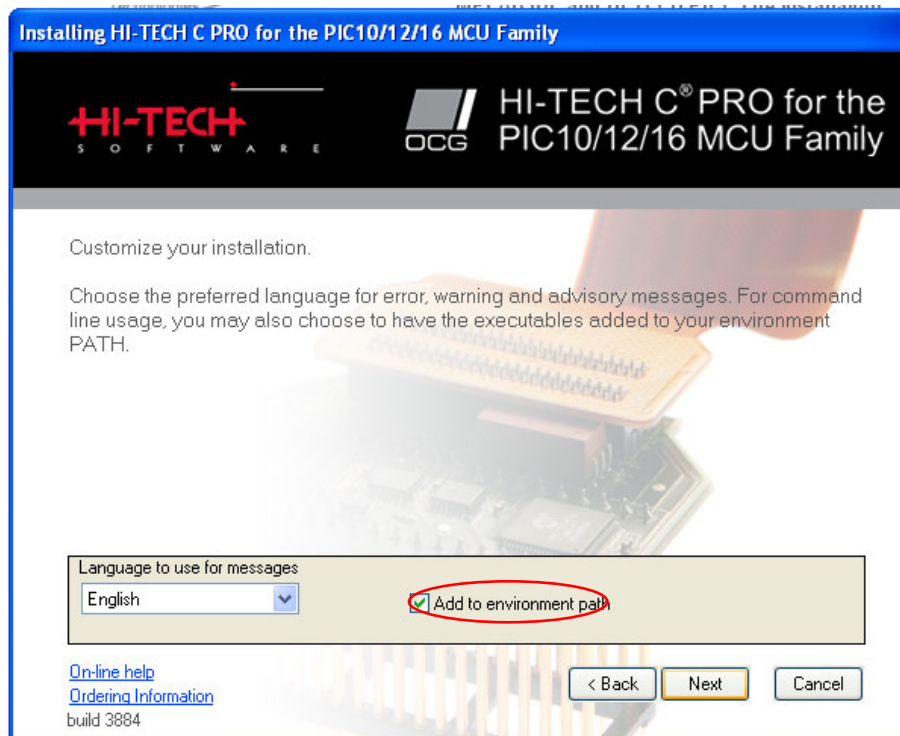 Installing HI-TECH C PRO for the PIC10/12/16 MCU Family
HI-TECH
SOFTWARE
OCG
HI-TECH C® PRO for the
PIC10/12/16 MCU Family
Customize your installation.
Choose the preferred language for error, warning and advisory messages. For command
line usage, you may also choose to have the executables added to your environment
PATH.
Language to use for messages
English
Add to environment path
On-line help
Ordering Information
build 3884
< Back
Next
Cancel